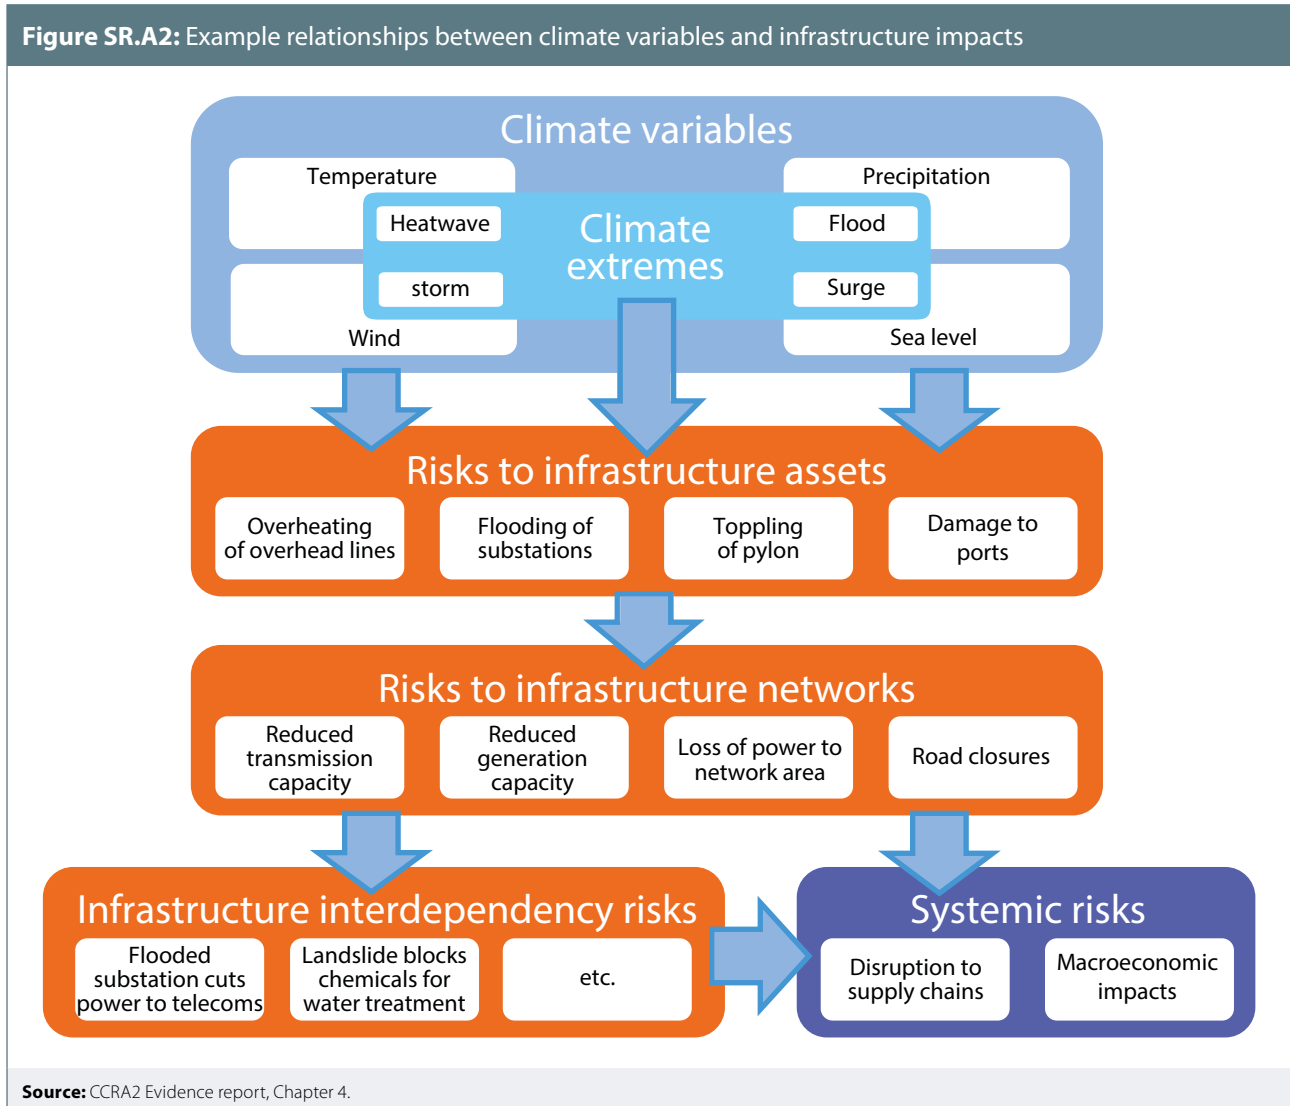 Figure SR.A2: Example relationships between climate variables and infrastructure impacts
Climate variables
Temperature
Precipitation
Heatwave
Climate
extremes
Flood
storm
Surge
Wind
Sea level
Risks to infrastructure assets
Overheating
of overhead lines
Flooding of
substations
Toppling
of pylon
Damage to
ports
Risks to infrastructure networks
Reduced
transmission
capacity
Reduced
generation
capacity
Loss of power to
network area
Road closures
Infrastructure interdependency risks
Flooded
substation cuts
power to telecoms
Landslide blocks
chemicals for
water treatment
etc.
Systemic risks
Disruption to
supply chains
Macroeconomic
impacts
Source: CCRA2 Evidence report, Chapter 4.